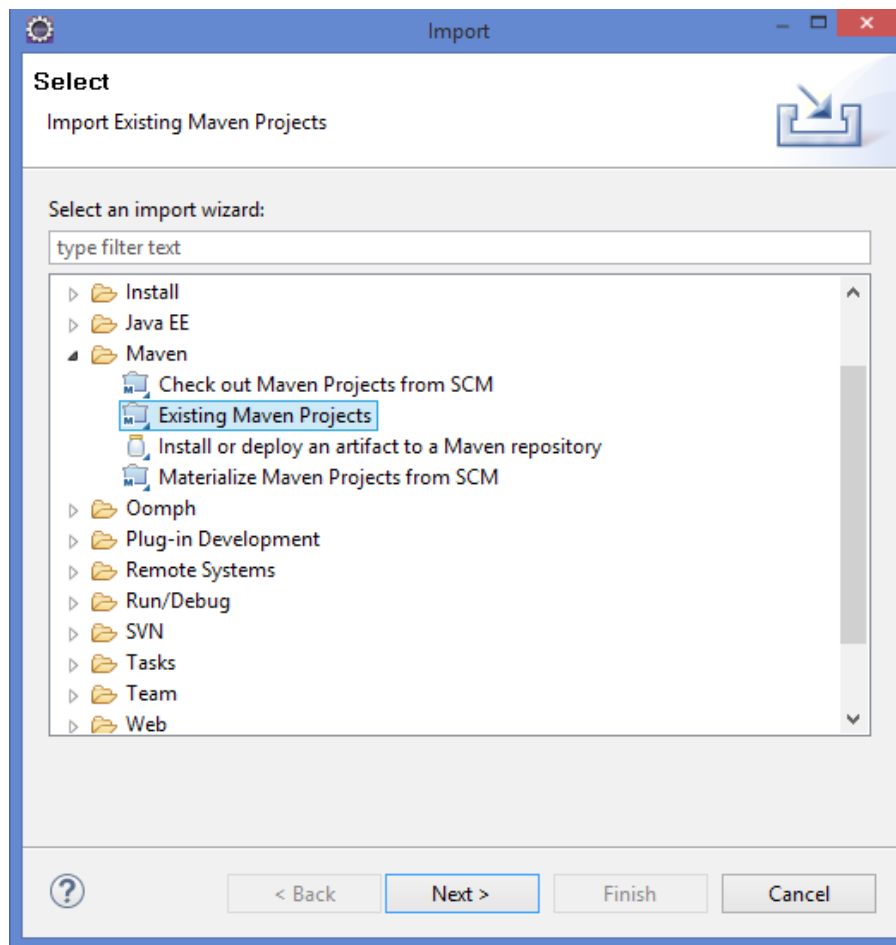 Import
Select
Import Existing Maven Projects
Select an import wizard:
type filter text
Install
Java EE
Maven
Check out Maven Projects from SCM
Existing Maven Projects
Install or deploy an artifact to a Maven repository
Materialize Maven Projects from SCM
Oomph
Plug-in Development
Remote Systems
Run/Debug
SVN
Tasks
Team
Web
? < Back Next > Finish Cancel